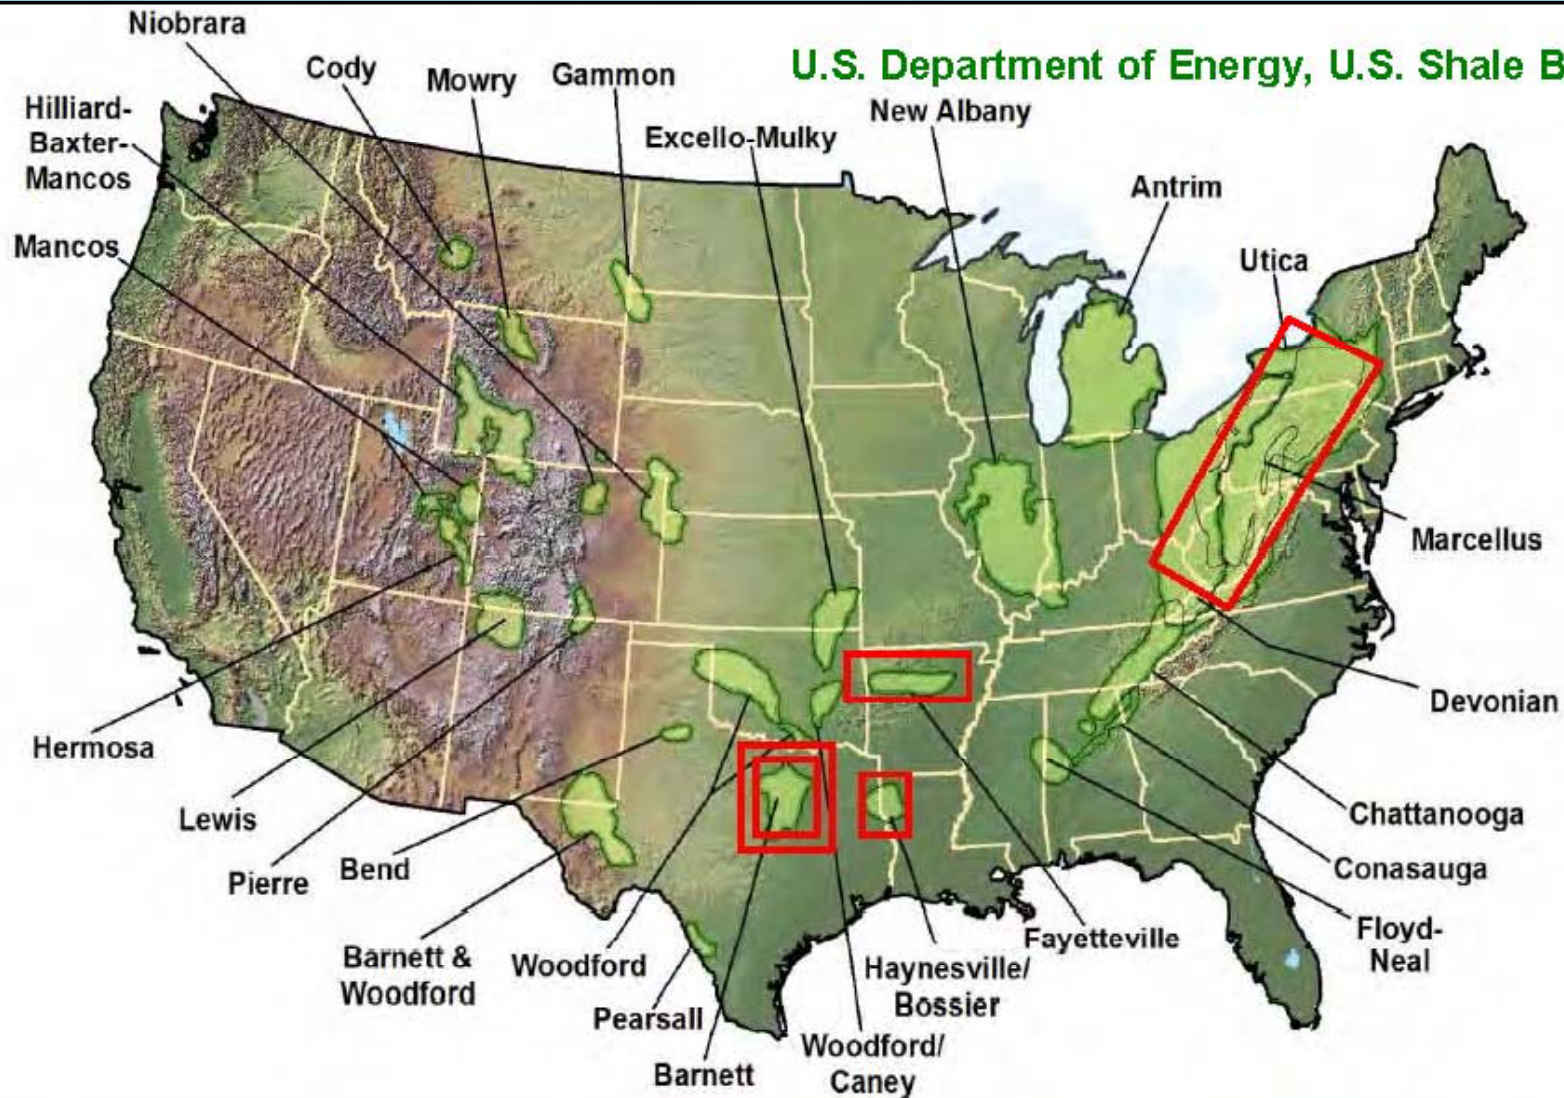 Niobrara
U.S. Department of Energy, U.S. Shale B
Cody
Mowry
Gammon
Hilliard-
Baxter-
Mancos
New Albany
Excello-Mulky
Antrim
Mancos
Utica
Marcellus
Devonian
Hermosa
Lewis
Chattanooga
Pierre
Bend
Conasauga
Barnett &
Woodford
Woodford
Fayetteville
Floyd-
Neal
Haynesville/
Bossier
Pearsall
Woodford/
Caney
Barnett